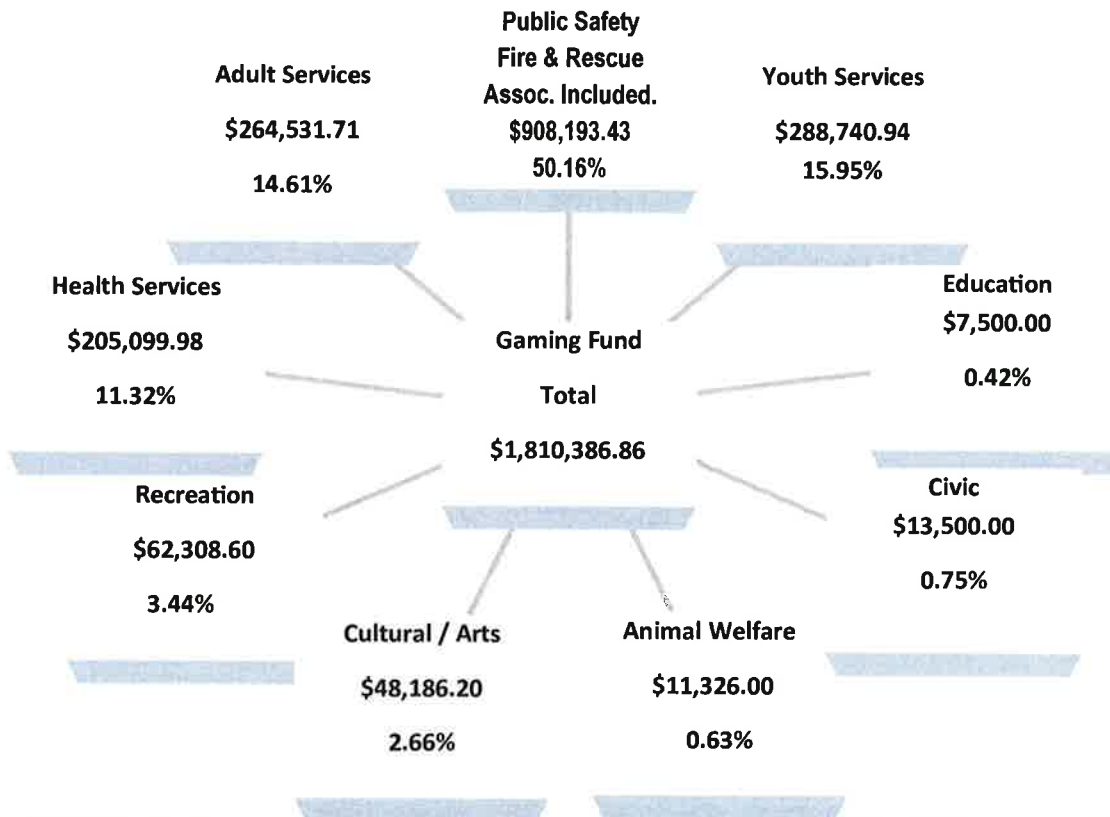 Public Safety
Fire & Rescue
Assoc. Included.
$908,193.43
50.16%
Adult Services
$264,531.71
14.61%
Youth Services
$288,740.94
15.95%
Health Services
$205,099.98
11.32%
Gaming Fund
Total
$1,810,386.86
Education
$7,500.00
0.42%
Recreation
$62,308.60
3.44%
Civic
$13,500.00
0.75%
Cultural / Arts
$48,186.20
2.66%
Animal Welfare
$11,326.00
0.63%